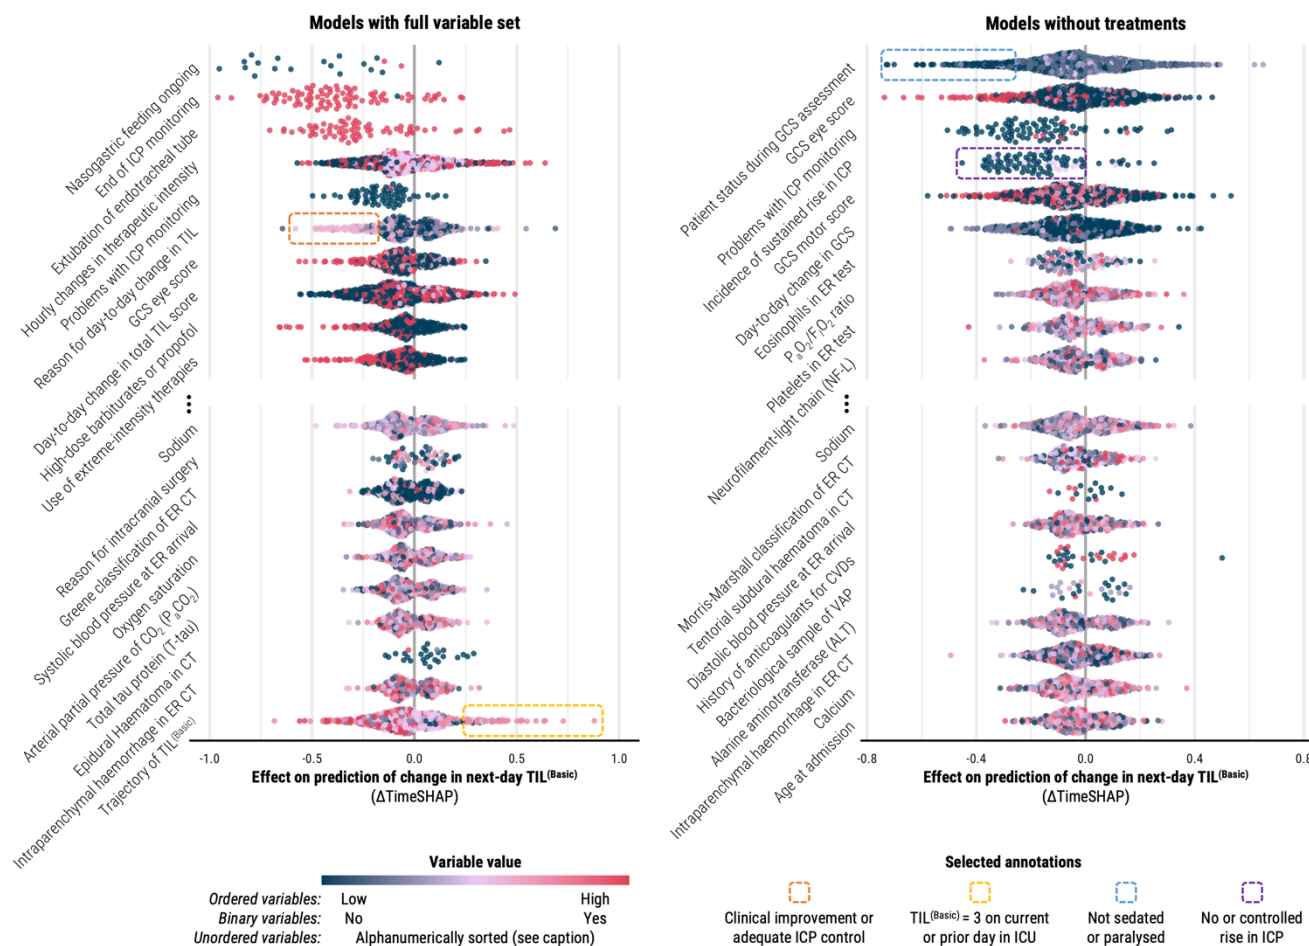 Models with full variable set
Nasogastric feeding ongoing
End of ICP monitoring
Extubation of endotracheal tube
Hourly changes in therapeutic intensity
Problems with ICP monitoring
Reason for day-to-day change in TIL
GCS eye score
Day-to-day change in total TIL score
High-dose barbiturates or propofol
Use of extreme-intensity therapies
Sodium
Reason for intracranial surgery
Greene classification of ER CT
Systolic blood pressure at ER arrival
Oxygen saturation
Arterial partial pressure of CO₂ (PₐCO₂)
Total tau protein (T-tau)
Epidural Haematoma in CT
Intraparenchymal haemorrhage in ER CT
Trajectory of TIL(Basic)
-1.0 -0.5 0.0 0.5 1.0
Effect on prediction of change in next-day TIL(Basic)
(ΔTimeSHAP)
Models without treatments
Patient status during GCS assessment
GCS eye score
Problems with ICP monitoring
Incidence of sustained rise in ICP
GCS motor score
Day-to-day change in GCS
Eosinophils in ER test
PₐO₂/FᵢO₂ ratio
Platelets in ER test
Neurofilament-light chain (NF-L)
Sodium
Morris-Marshall classification of ER CT
Tentorial subdural haematoma in CT
Diastolic blood pressure at ER arrival
History of anticoagulants for CVDs
Bacteriological sample of VAP
Alanine aminotransferase (ALT)
Intraparenchymal haemorrhage in ER CT
Calcium
Age at admission
-0.8 -0.4 0.0 0.4 0.8
Effect on prediction of change in next-day TIL(Basic)
(ΔTimeSHAP)
Variable value
Ordered variables: Low High
Binary variables: No Yes
Unordered variables: Alphanumerically sorted (see caption)
Selected annotations
Clinical improvement or
adequate ICP control
TIL(Basic) = 3 on current
or prior day in ICU
Not sedated
or paralysed
No or controlled
rise in ICP